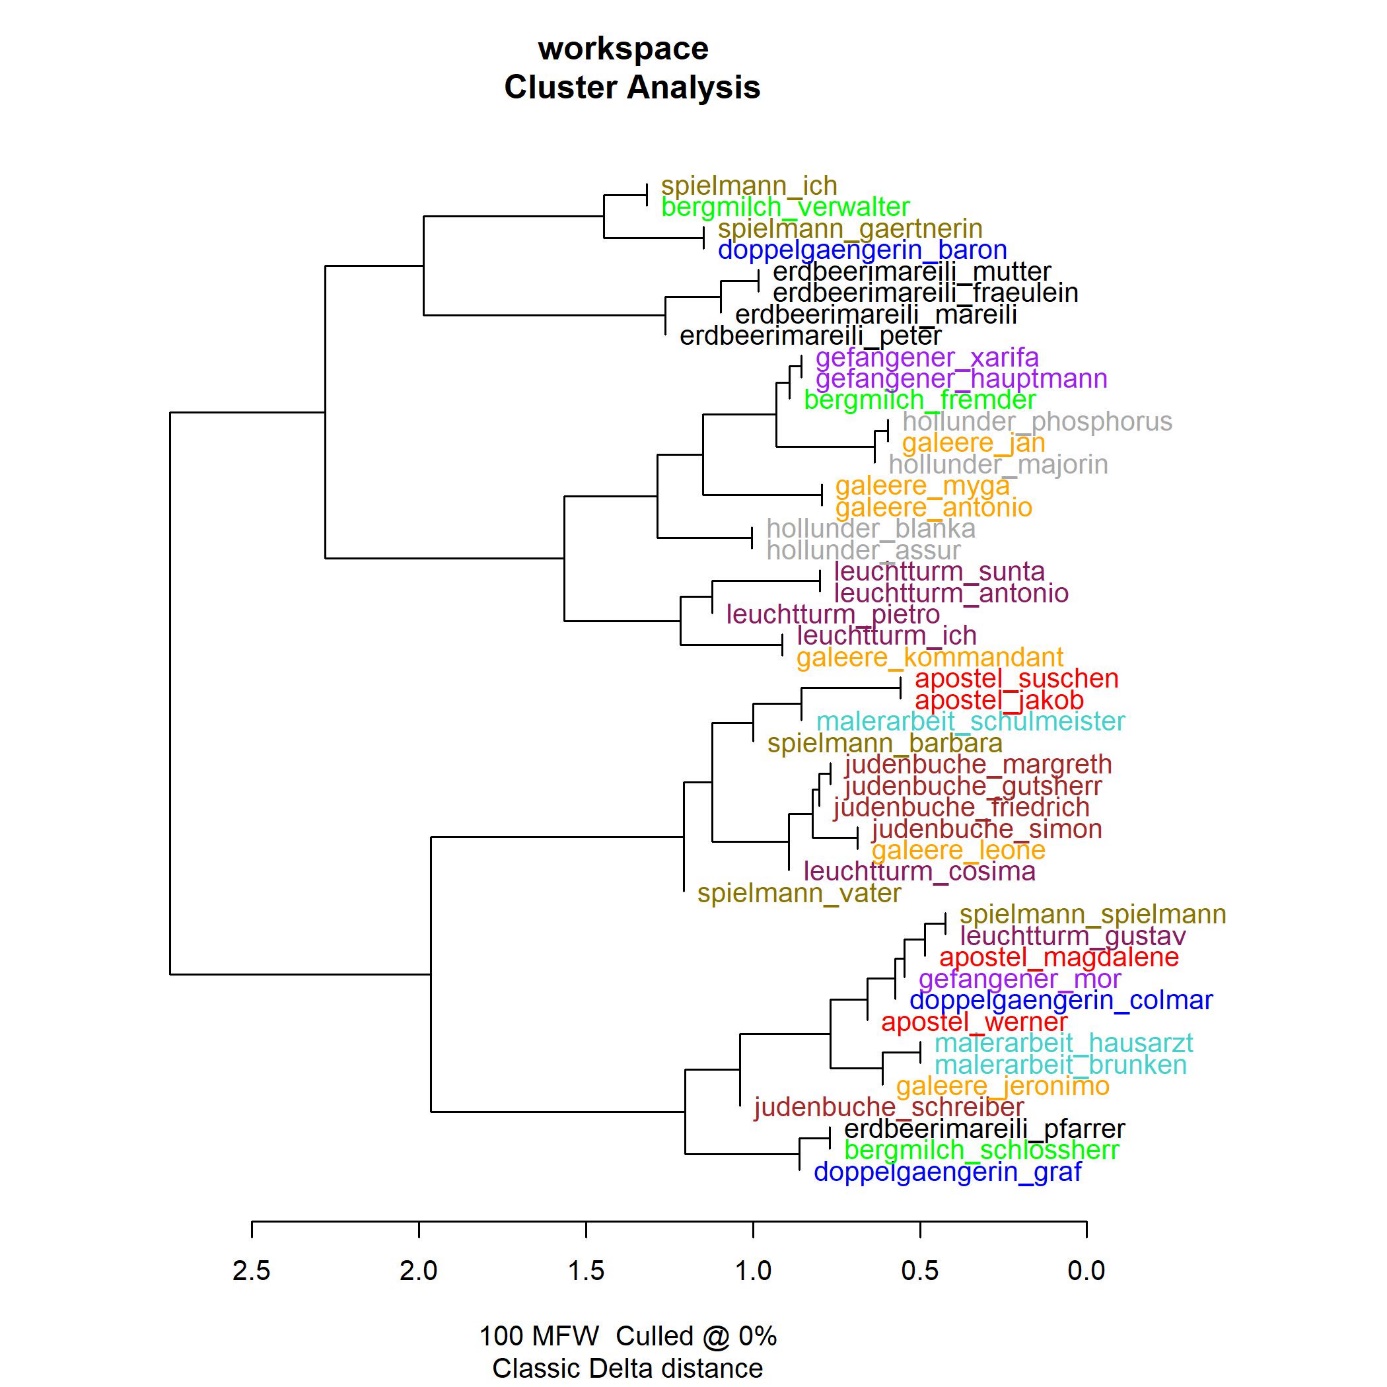 workspace
Cluster Analysis
spielmann_ich
bergmilch_verwalter
spielmann_gaertnerin
doppelgaengerin_baron
erdbeerimareili_mutter
erdbeerimareili_fraeulein
erdbeerimareili_mareili
erdbeerimareili_peter
gefangener_xarifa
gefangener_hauptmann
bergmilch_fremder
hollunder_phosphorus
galeere_jan
hollunder_majorin
galeere_myga
galeere_antonio
hollunder_blanka
hollunder_assur
leuchtturm_sunta
leuchtturm_antonio
leuchtturm_pietro
leuchtturm_ich
galeere_kommandant
apostel_suschen
apostel_jakob
malerarbeit_schulmeister
spielmann_barbara
judenbuche_margreth
judenbuche_gutsherr
judenbuche_friedrich
judenbuche_simon
galeere_leone
leuchtturm_cosima
spielmann_vater
spielmann_spielmann
leuchtturm_gustav
apostel_magdalene
gefangener_mor
doppelgaengerin_colmar
apostel_werner
malerarbeit_hausarzt
malerarbeit_brunken
galeere_jeronimo
judenbuche_schreiber
erdbeerimareili_pfarrer
bergmilch_schlossherr
doppelgaengerin_graf
2.5 2.0 1.5 1.0 0.5 0.0
100 MFW Culled @ 0%
Classic Delta distance